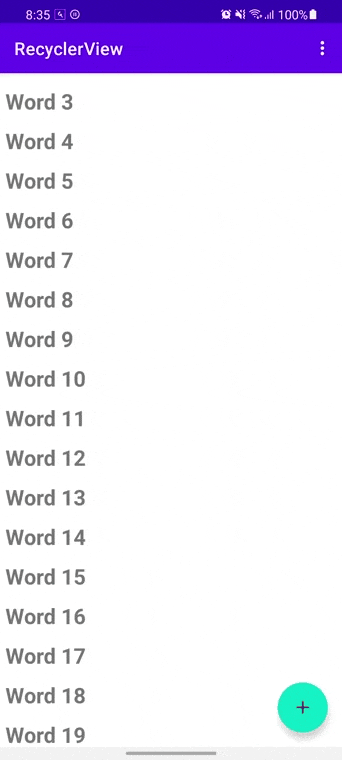 8:35 100%
RecyclerView
Word 3
Word 4
Word 5
Word 6
Word 7
Word 8
Word 9
Word 10
Word 11
Word 12
Word 13
Word 14
Word 15
Word 16
Word 17
Word 18
Word 19
+